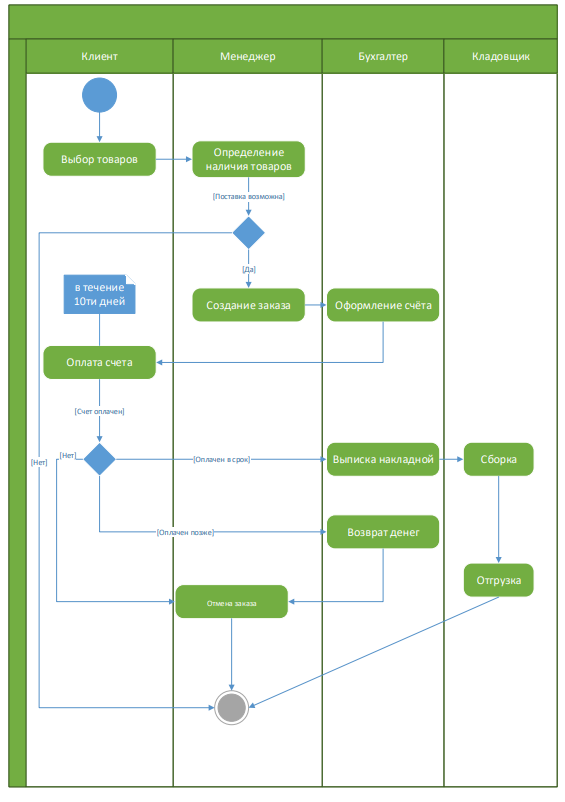 Клиент
Менеджер
Бухгалтер
Кладовщик
Выбор товаров
Определение
наличия товаров
[Поставка возможна]
[Да]
в течение
10ти дней
Создание заказа
Оформление счёта
Оплата счета
[Счет оплачен]
[Нет]
[Нет]
[Оплачен в срок]
Выписка накладной
Сборка
[Оплачен позже]
Возврат денег
Отгрузка
Отмена заказа